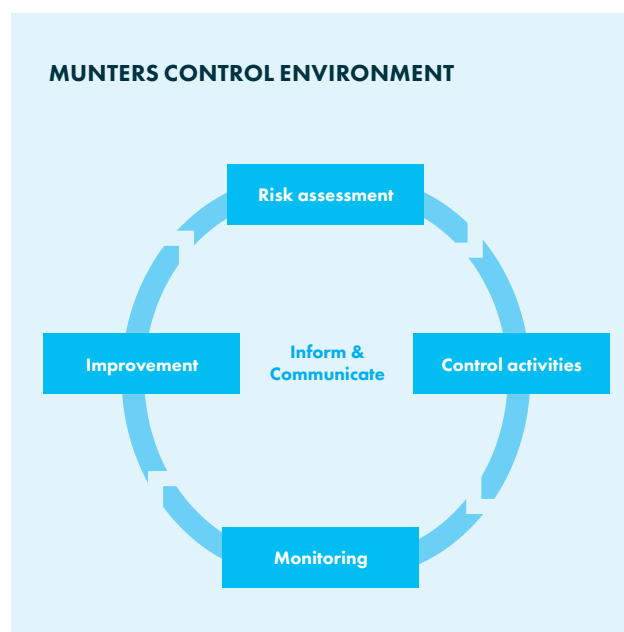 MUNTERS CONTROL ENVIRONMENT
Risk assessment
Improvement
Inform &
Communicate
Control activities
Monitoring